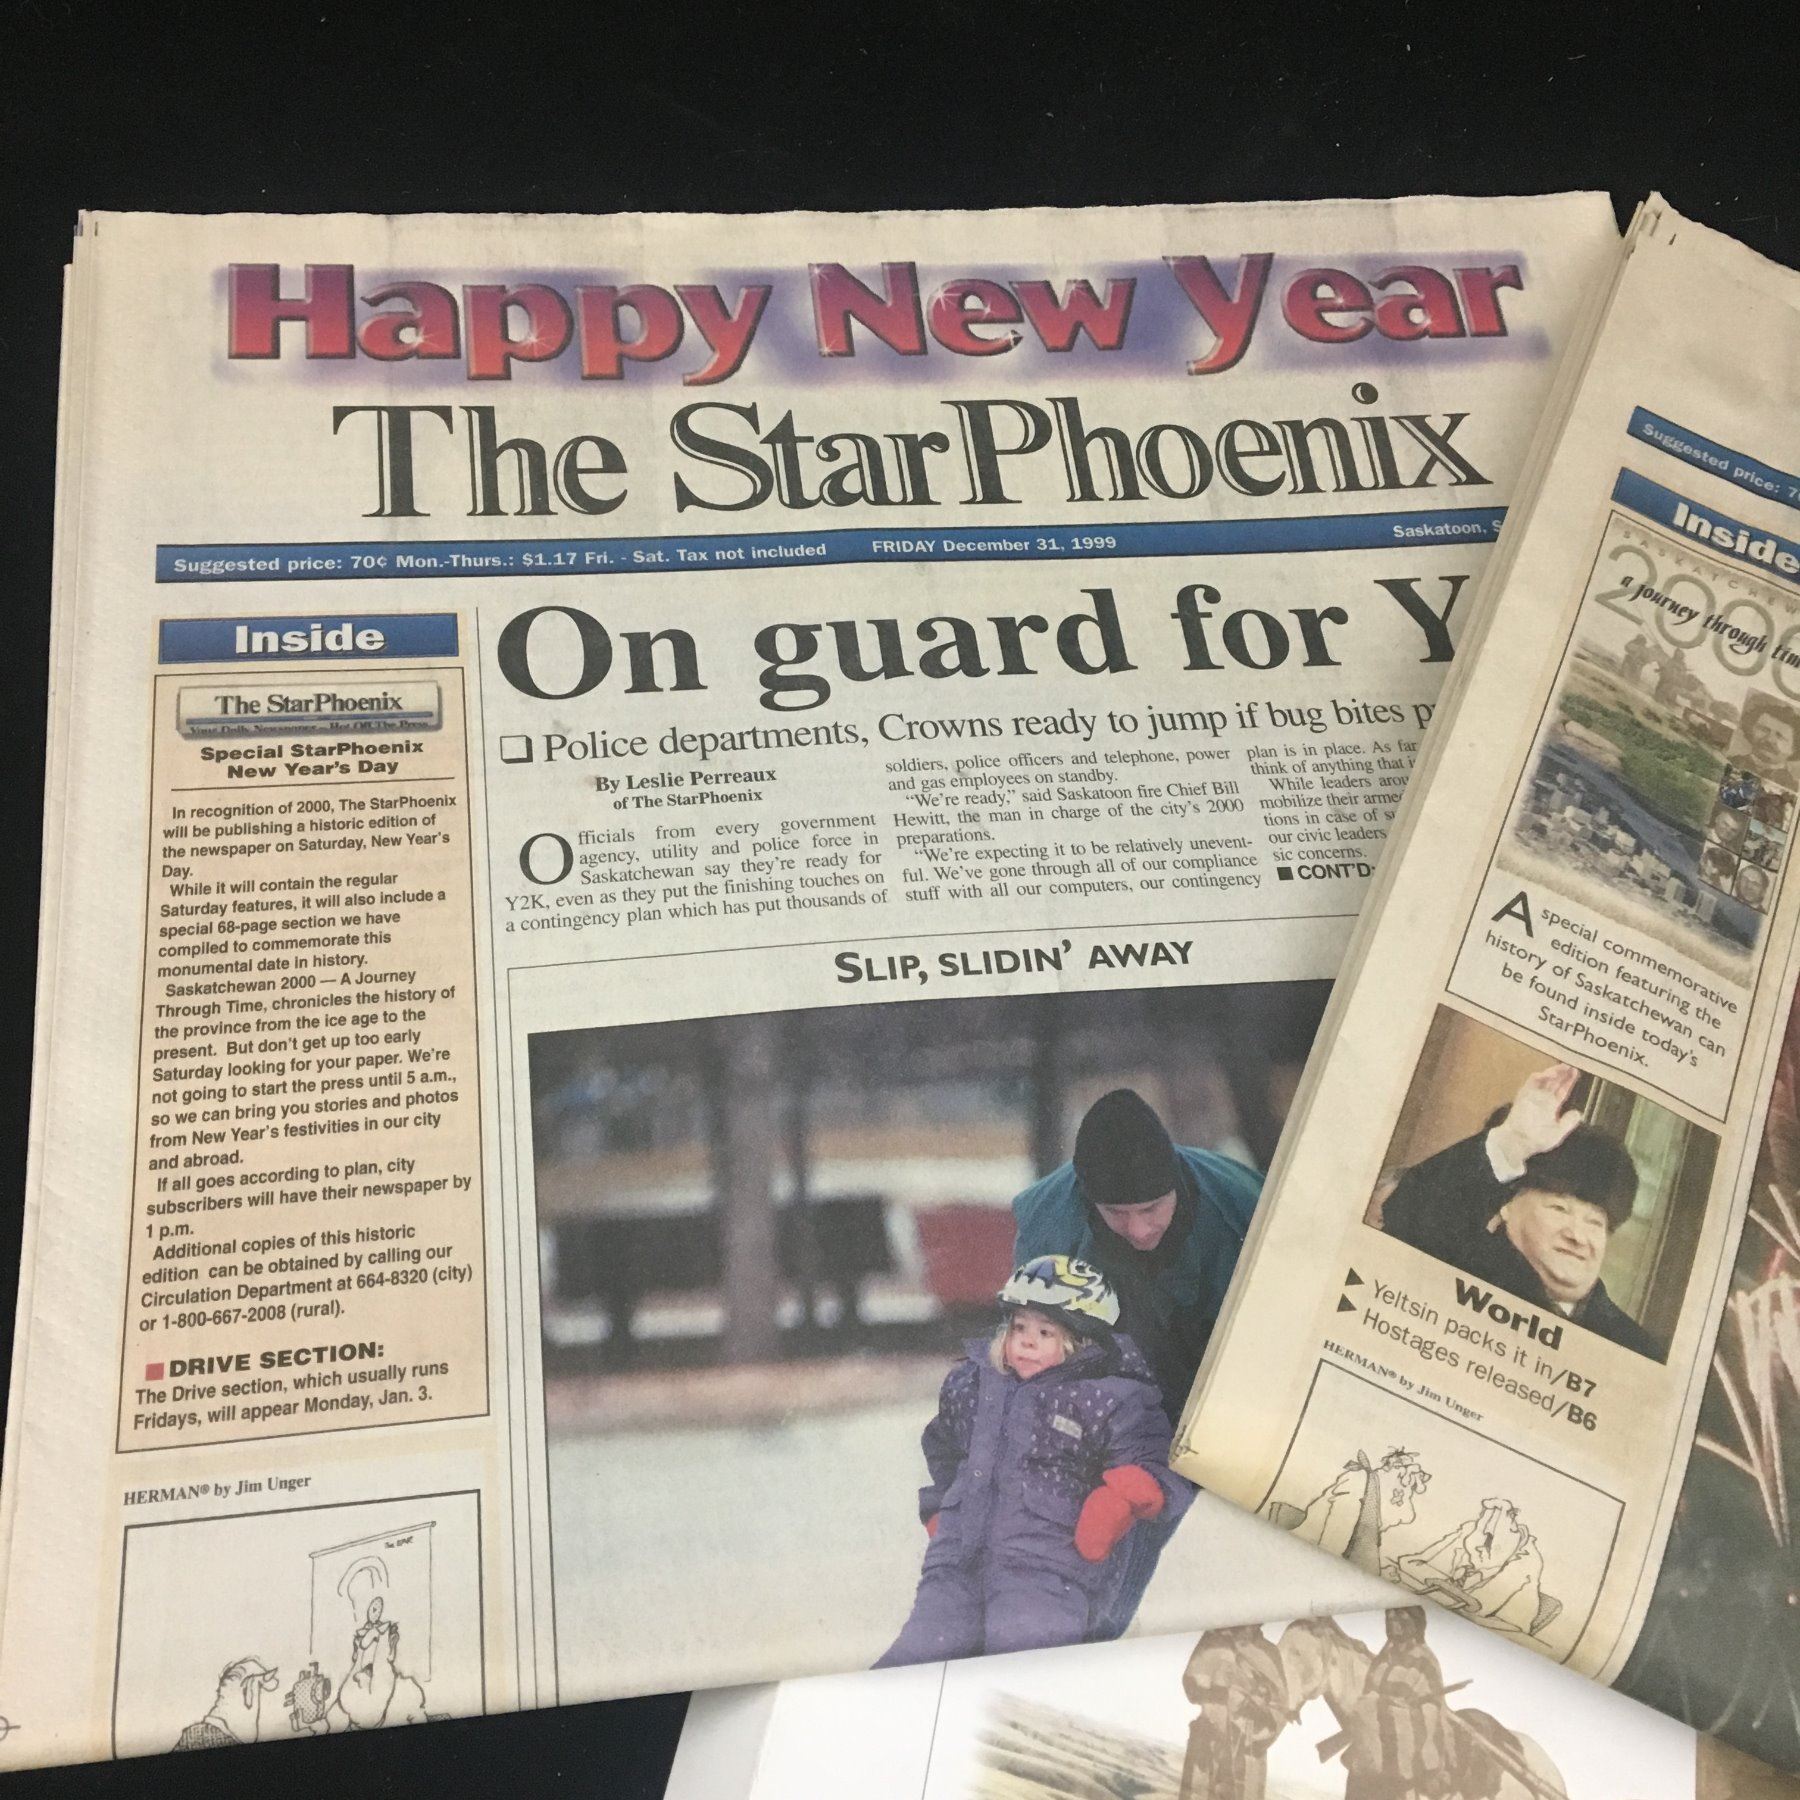 Happy New Year
The StarPhoenix
Suggested price: 70¢ Mon.-Thurs.: $1.17 Fri. - Sat. Tax not included FRIDAY December 31, 1999 Saskatoon,
Inside
The StarPhoenix
Your Daily Newspaper Hot Off The Press
Special StarPhoenix
New Year's Day
In recognition of 2000, The StarPhoenix
will be publishing a historic edition of
the newspaper on Saturday, New Year's
Day.
While it will contain the regular
Saturday features, it will also include a
special 68-page section we have
compiled to commemorate this
monumental date in history.
Saskatchewan 2000 — A Journey
Through Time, chronicles the history of
the province from the ice age to the
present. But don't get up too early
Saturday looking for your paper. We're
not going to start the press until 5 a.m.,
so we can bring you stories and photos
from New Year's festivities in our city
and abroad.
If all goes according to plan, city
subscribers will have their newspaper by
1 p.m.
Additional copies of this historic
edition can be obtained by calling our
Circulation Department at 664-8320 (city)
or 1-800-667-2008 (rural).
DRIVE SECTION:
The Drive section, which usually runs
Fridays, will appear Monday, Jan. 3.
HERMAN® by Jim Unger
On guard for Y
Police departments, Crowns ready to jump if bug bites
By Leslie Perreaux
of The StarPhoenix
Officials from every government
agency, utility and police force in
Saskatchewan say they're ready for
Y2K, even as they put the finishing touches on
a contingency plan which has put thousands of
soldiers, police officers and telephone, power
and gas employees on standby.
"We're ready," said Saskatoon fire Chief Bill
Hewitt, the man in charge of the city's 2000
preparations.
"We're expecting it to be relatively unevent-
ful. We've gone through all of our compliance
stuff with all our computers, our contingency
plan is in place. As far
think of anything that
While leaders
mobilize their
tions in case of
our civic leaders
sic concerns.
CONT'D
SLIP, SLIDIN' AWAY
Suggested price:
Inside
2000
a journey through
A special commemorative
edition featuring the
history of Saskatchewan can
be found inside today's
StarPhoenix.
World
Yeltsin packs it in/B7
Hostages released/B6
HERMAN® by Jim Unger